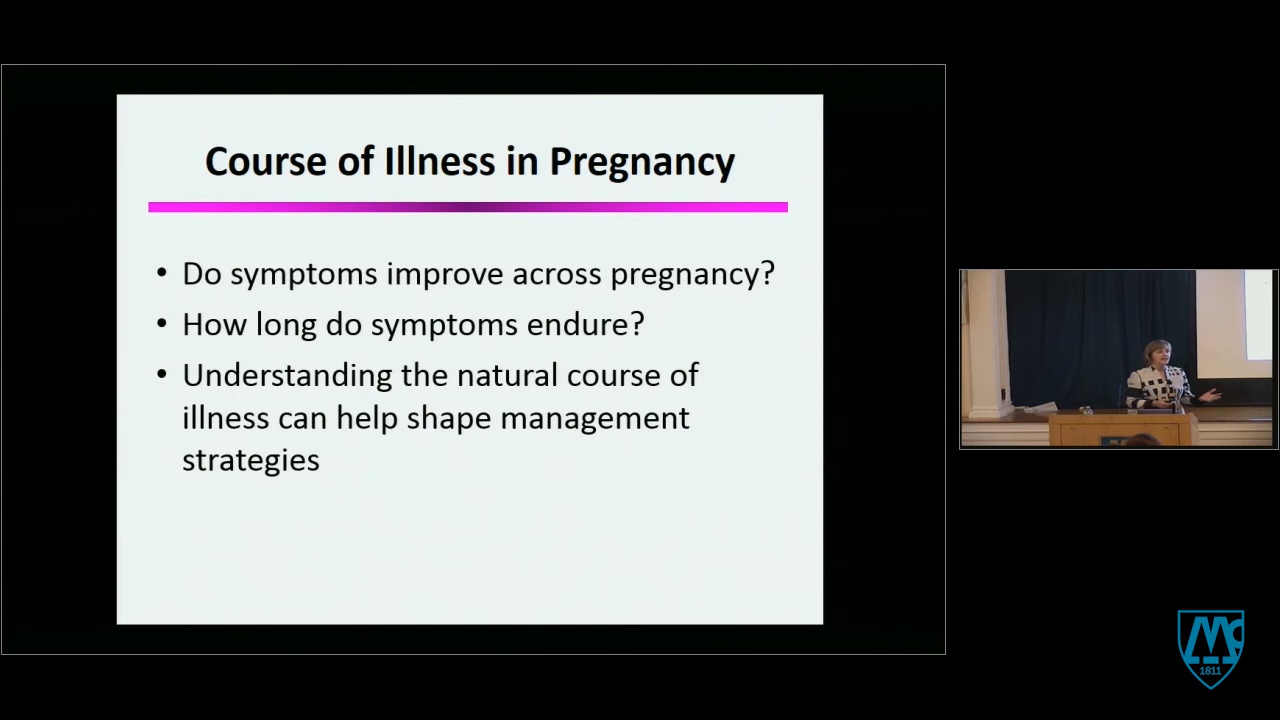 Course of Illness in Pregnancy
• Do symptoms improve across pregnancy?
• How long do symptoms endure?
• Understanding the natural course of
illness can help shape management
strategies
Mc
1811